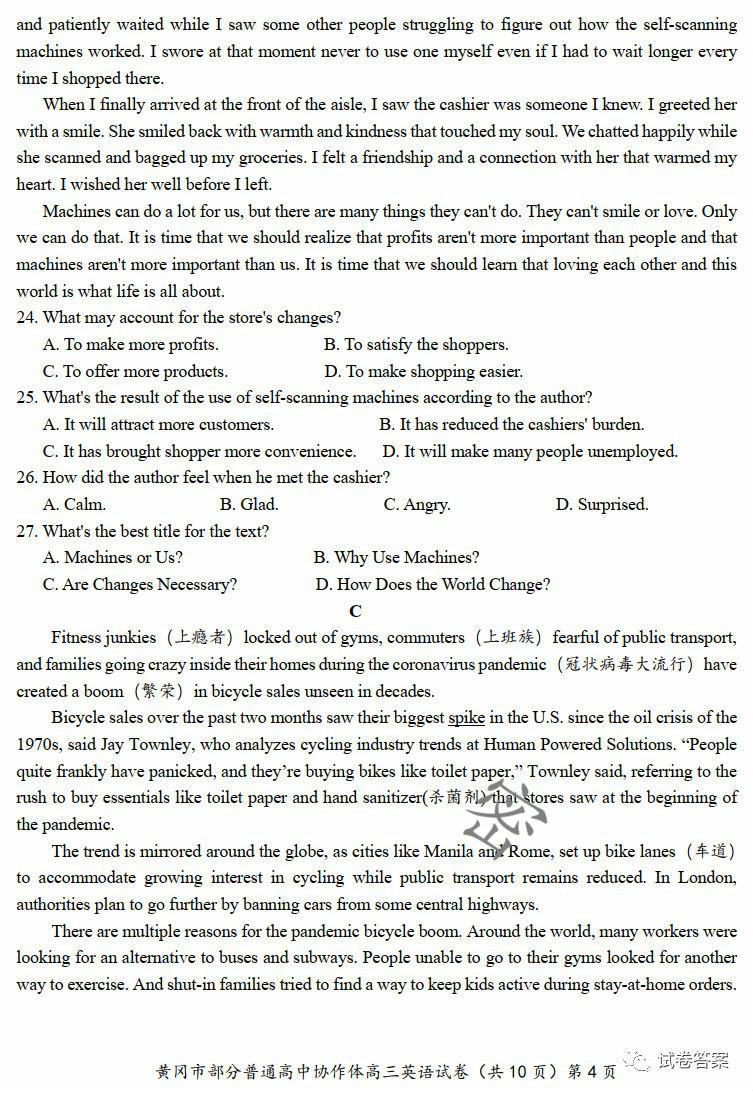 and patiently waited while I saw some other people struggling to figure out how the self-scanning
machines worked. I swore at that moment never to use one myself even if I had to wait longer every
time I shopped there.
When I finally arrived at the front of the aisle, I saw the cashier was someone I knew. I greeted her
with a smile. She smiled back with warmth and kindness that touched my soul. We chatted happily while
she scanned and bagged up my groceries. I felt a friendship and a connection with her that warmed my
heart. I wished her well before I left.
Machines can do a lot for us, but there are many things they can't do. They can't smile or love. Only
we can do that. It is time that we should realize that profits aren't more important than people and that
machines aren't more important than us. It is time that we should learn that loving each other and this
world is what life is all about.
24. What may account for the store's changes?
A. To make more profits. B. To satisfy the shoppers.
C. To offer more products. D. To make shopping easier.
25. What's the result of the use of self-scanning machines according to the author?
A. It will attract more customers. B. It has reduced the cashiers' burden.
C. It has brought shopper more convenience. D. It will make many people unemployed.
26. How did the author feel when he met the cashier?
A. Calm. B. Glad. C. Angry. D. Surprised.
27. What's the best title for the text?
A. Machines or Us? B. Why Use Machines?
C. Are Changes Necessary? D. How Does the World Change?
C
Fitness junkies（上瘾者）locked out of gyms, commuters（上班族）fearful of public transport,
and families going crazy inside their homes during the coronavirus pandemic（冠状病毒大流行）have
created a boom（繁荣）in bicycle sales unseen in decades.
Bicycle sales over the past two months saw their biggest spike in the U.S. since the oil crisis of the
1970s, said Jay Townley, who analyzes cycling industry trends at Human Powered Solutions. “People
quite frankly have panicked, and they’re buying bikes like toilet paper,” Townley said, referring to the
rush to buy essentials like toilet paper and hand sanitizer(杀菌剂) that stores saw at the beginning of
the pandemic.
The trend is mirrored around the globe, as cities like Manila and Rome, set up bike lanes（车道）
to accommodate growing interest in cycling while public transport remains reduced. In London,
authorities plan to go further by banning cars from some central highways.
There are multiple reasons for the pandemic bicycle boom. Around the world, many workers were
looking for an alternative to buses and subways. People unable to go to their gyms looked for another
way to exercise. And shut-in families tried to find a way to keep kids active during stay-at-home orders.
密
黄冈市部分普通高中协作体高三英语试卷（共 10 页）第 4 页
试卷答案